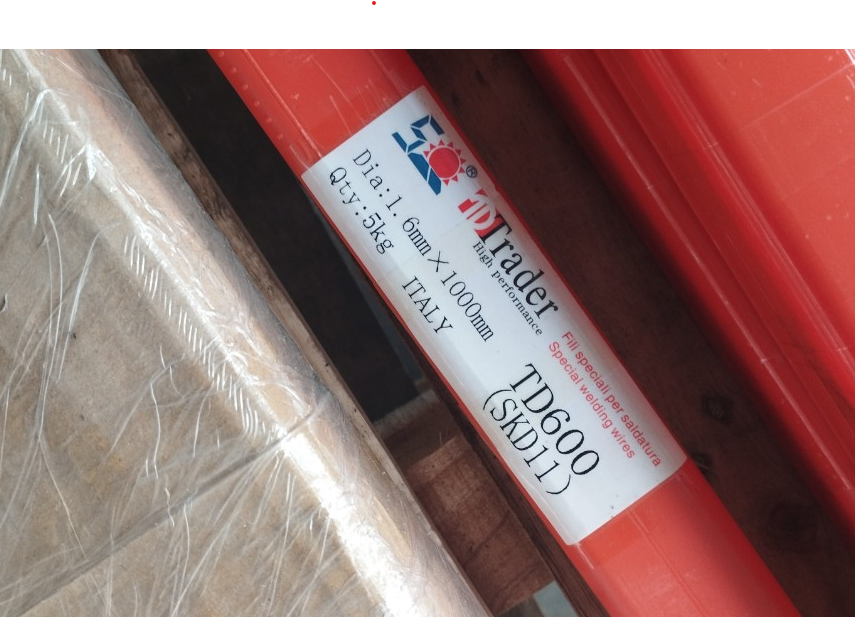 ®
Trader
High performance
Dia:1.6mm×1000mm
Qty:5kg
ITALY
Fili speciali per saldatura
Special welding wires
TD600
(SKD11)